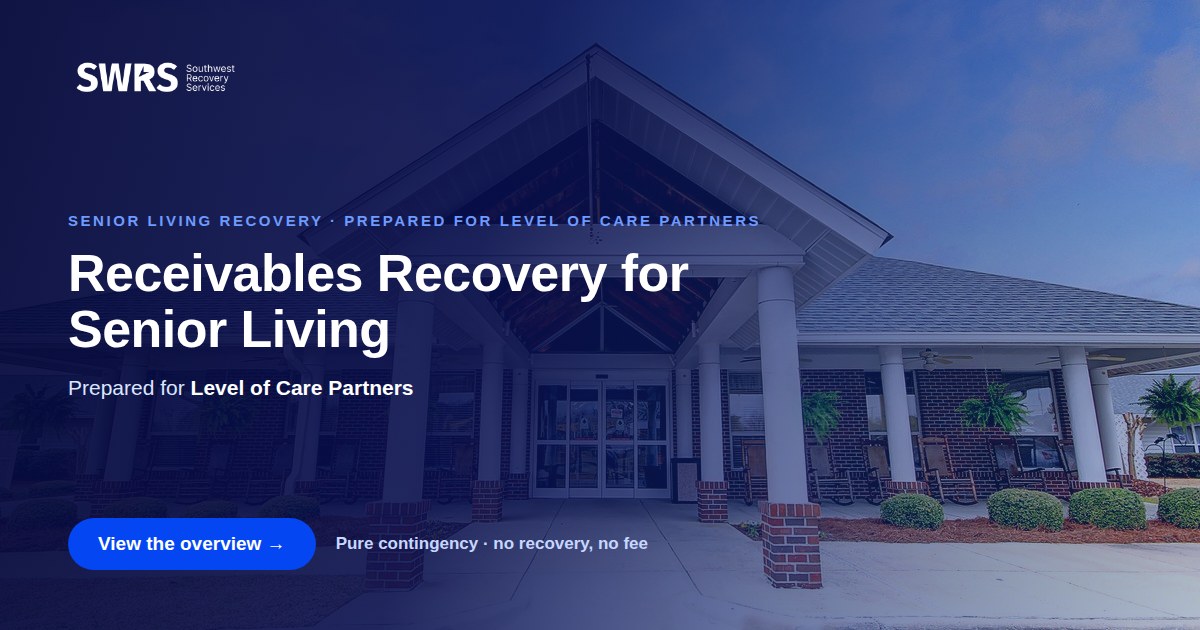 SWRS
Southwest
Recovery
Services
SENIOR LIVING RECOVERY · PREPARED FOR LEVEL OF CARE PARTNERS
Receivables Recovery for
Senior Living
Prepared for Level of Care Partners
View the overview →
Pure contingency · no recovery, no fee